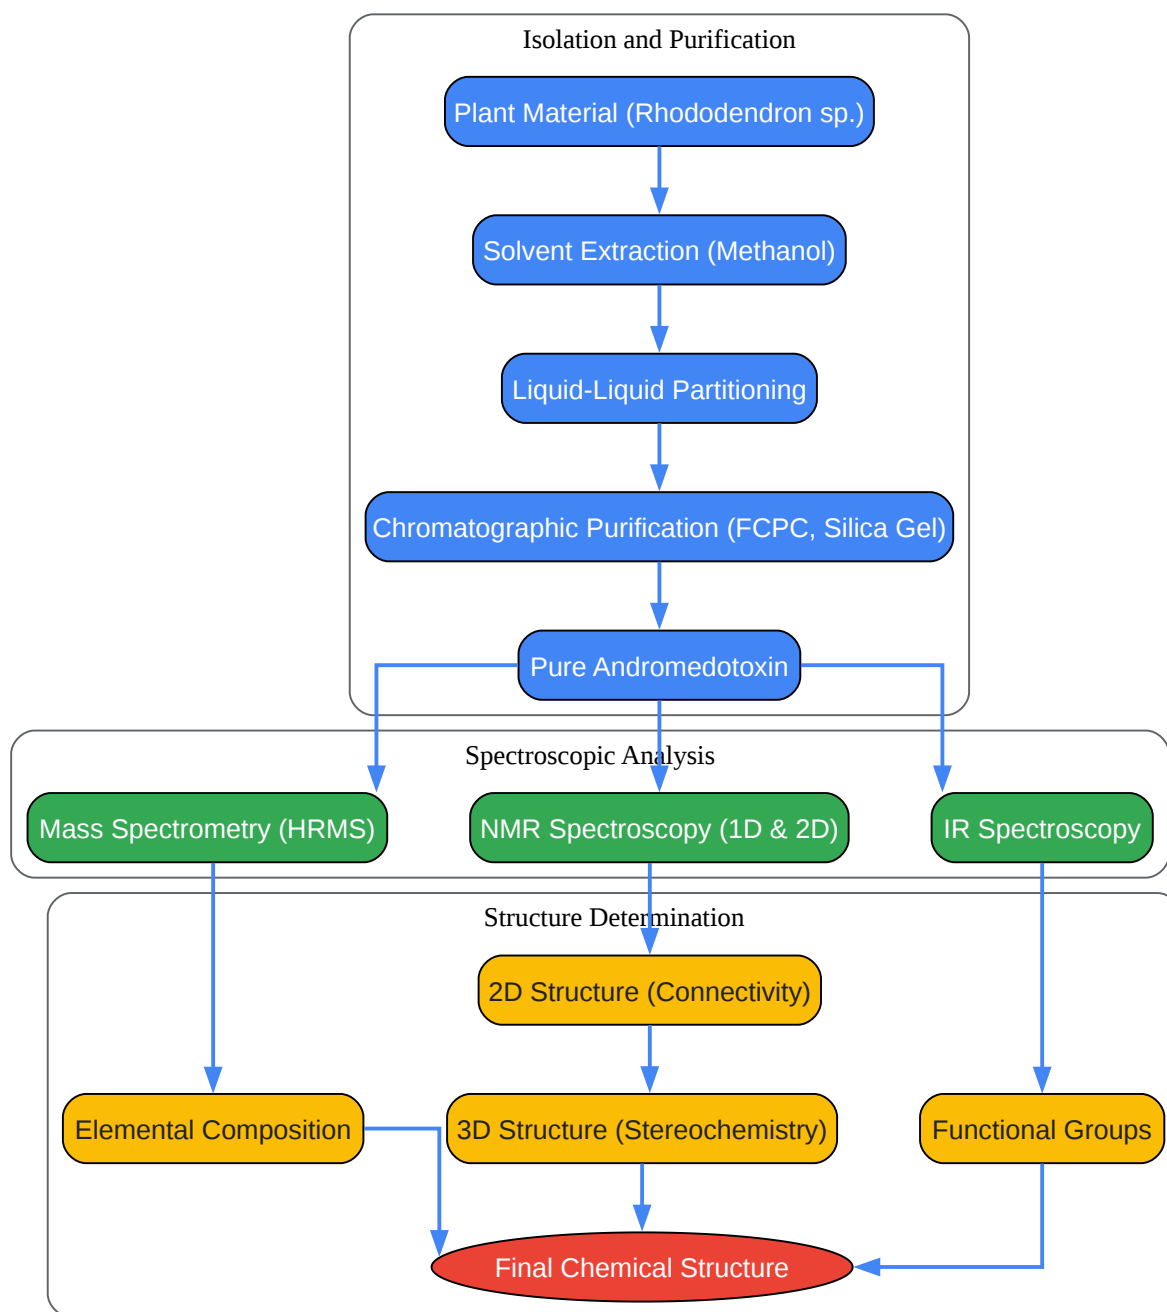 Isolation and Purification
Plant Material (Rhododendron sp.)
Solvent Extraction (Methanol)
Liquid-Liquid Partitioning
Chromatographic Purification (FCPC, Silica Gel)
Pure Andromedotoxin
Spectroscopic Analysis
Mass Spectrometry (HRMS)
NMR Spectroscopy (1D & 2D)
IR Spectroscopy
Structure Determination
2D Structure (Connectivity)
Elemental Composition
3D Structure (Stereochemistry)
Functional Groups
Final Chemical Structure